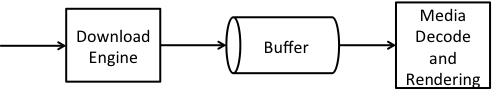 Download
Engine
Buffer
Media
Decode
and
Rendering